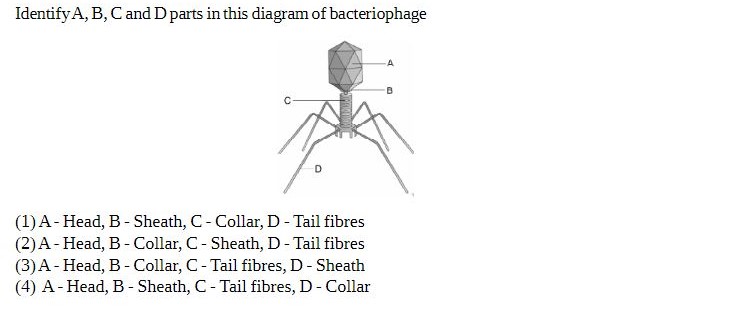 Identify A, B, C and D parts in this diagram of bacteriophage
A
B
C
D
(1) A - Head, B - Sheath, C - Collar, D - Tail fibres
(2) A - Head, B - Collar, C - Sheath, D - Tail fibres
(3) A - Head, B - Collar, C - Tail fibres, D - Sheath
(4) A - Head, B - Sheath, C - Tail fibres, D - Collar